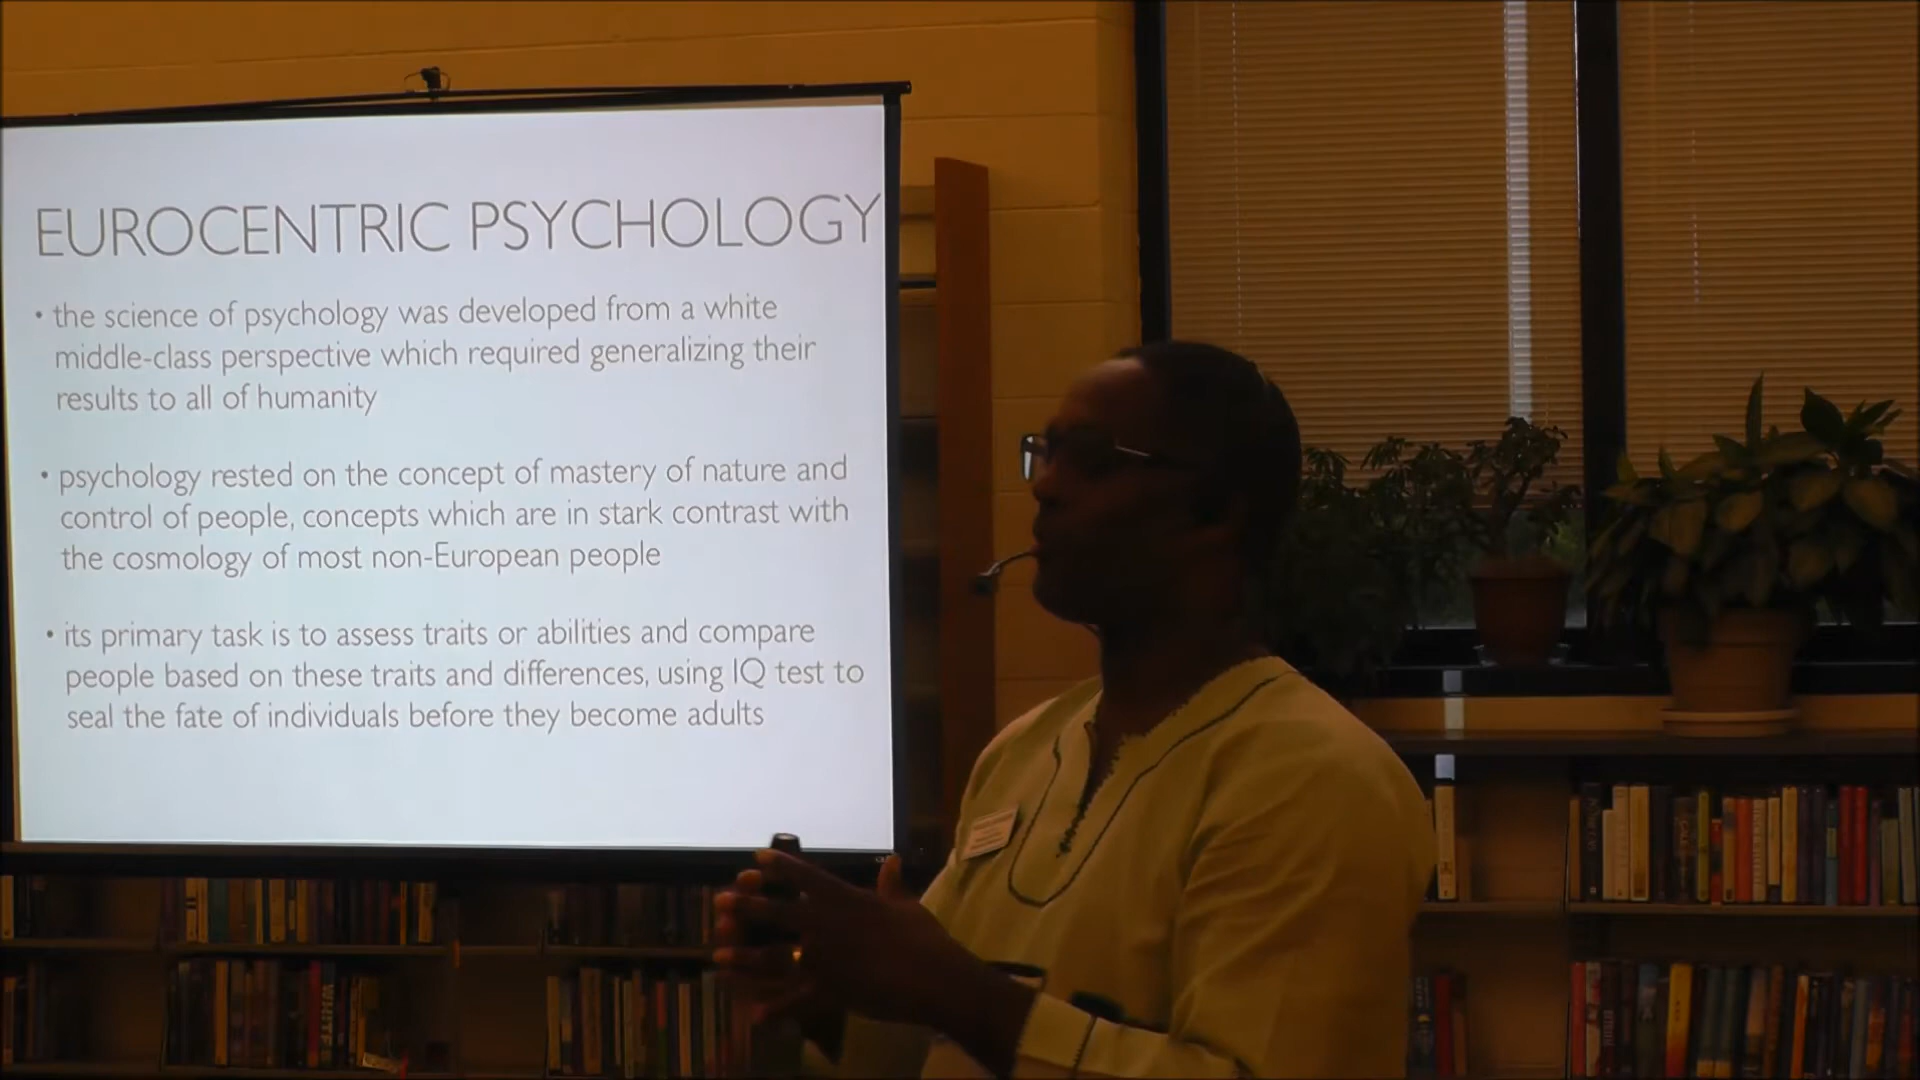 EUROCENTRIC PSYCHOLOGY
• the science of psychology was developed from a white
middle-class perspective which required generalizing their
results to all of humanity
• psychology rested on the concept of mastery of nature and
control of people, concepts which are in stark contrast with
the cosmology of most non-European people
• its primary task is to assess traits or abilities and compare
people based on these traits and differences, using IQ test to
seal the fate of individuals before they become adults